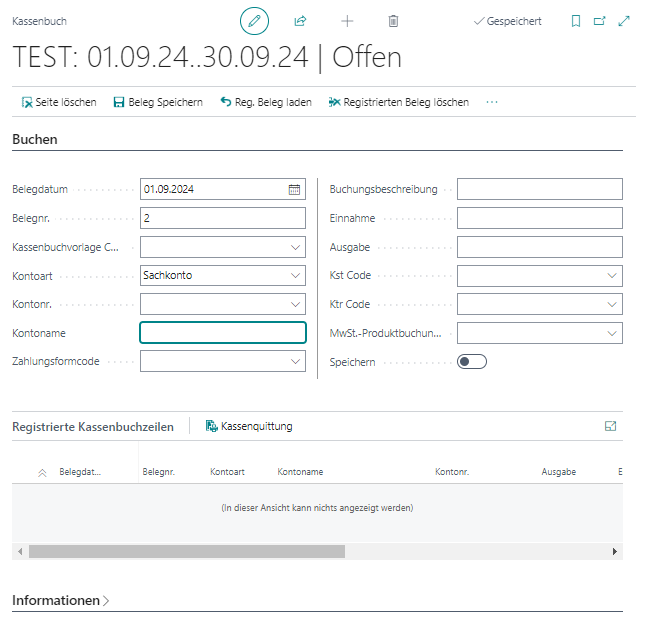 Kassenbuch
Gespeichert
TEST: 01.09.24..30.09.24 | Offen
Seite löschen Beleg Speichern Reg. Beleg laden Registrierten Beleg löschen ...
Buchen
Belegdatum 01.09.2024 Buchungsbeschreibung
Belegnr. 2 Einnahme
Kassenbuchvorlage C... Ausgabe
Kontoart Sachkonto Kst Code
Kontonr. Ktr Code
Kontoname MwSt.-Produktbuchun...
Zahlungsformcode Speichern
Registrierte Kassenbuchzeilen Kassenquittung
Belegdat... Belegnr. Kontoart Kontoname Kontonr. Ausgabe E
(In dieser Ansicht kann nichts angezeigt werden)
Informationen